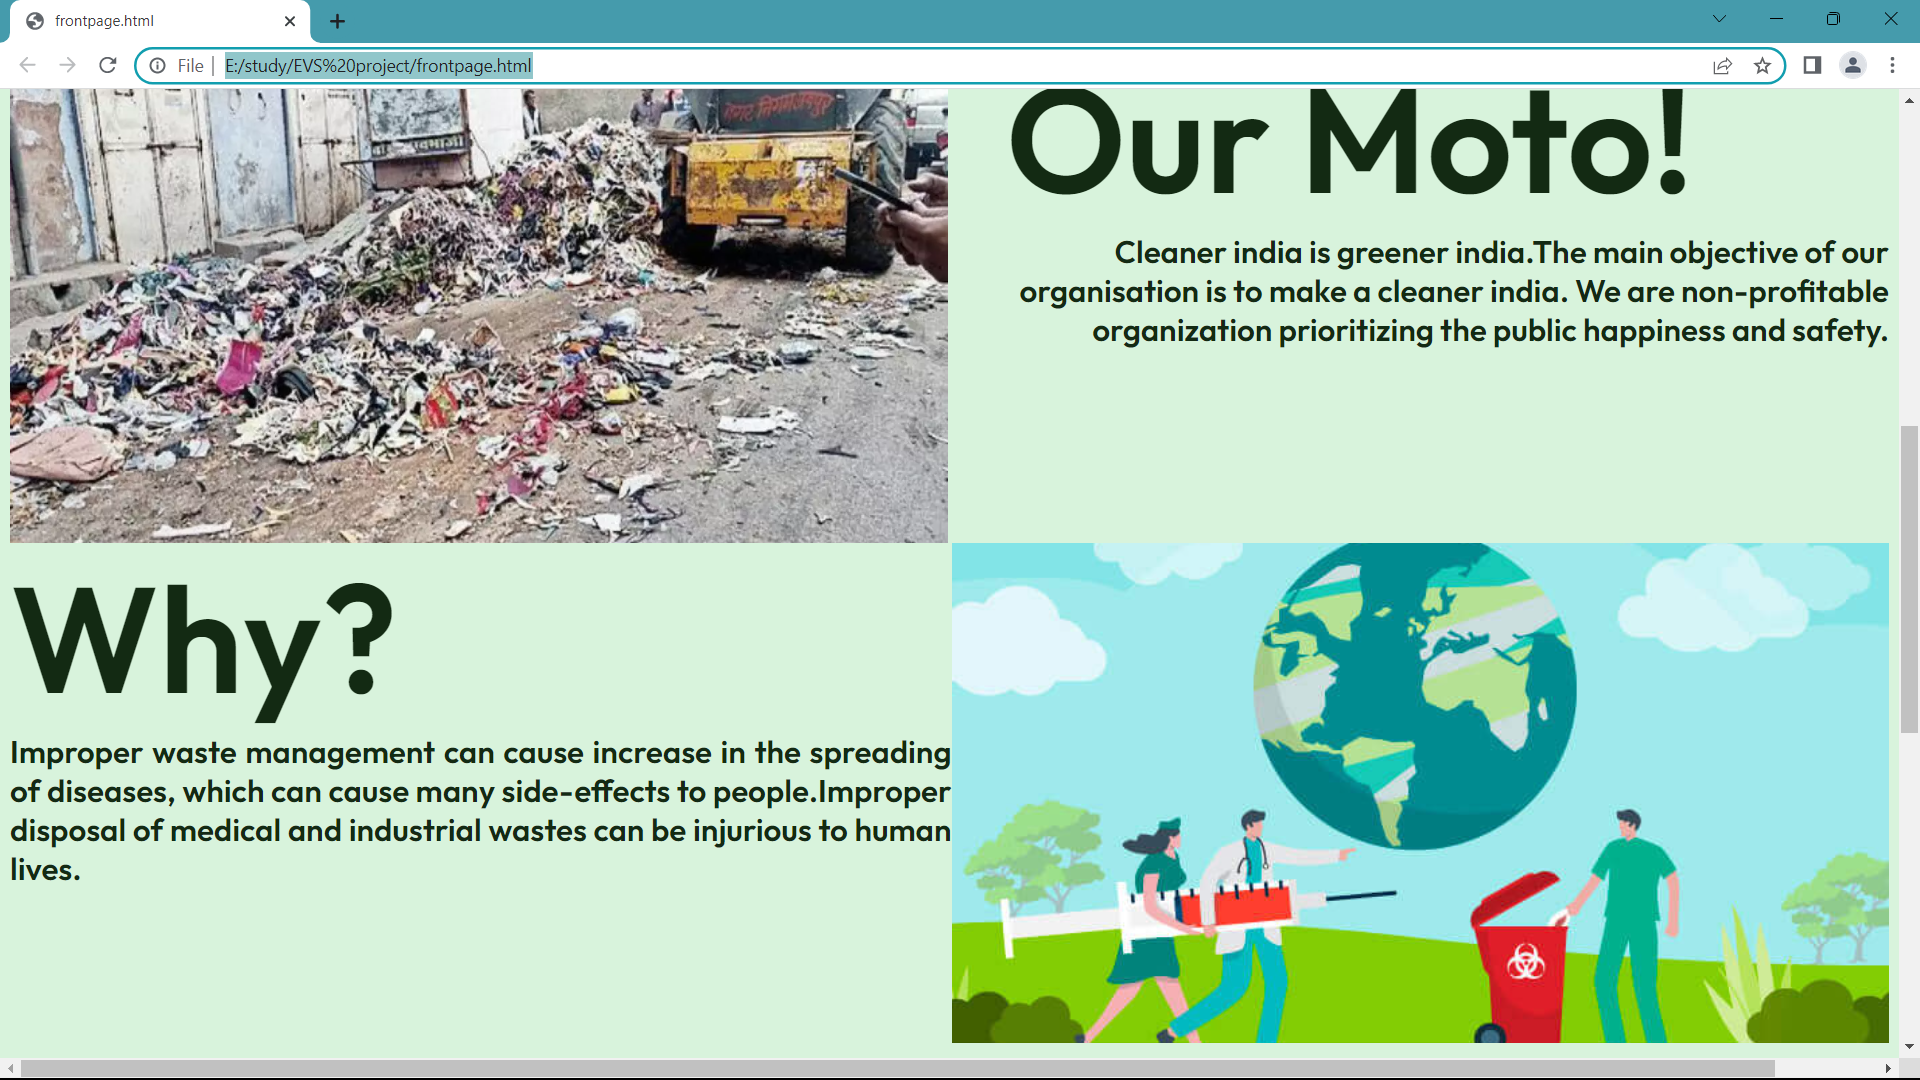 frontpage.html
File
E:/study/EVS%20project/frontpage.html
Our Moto!
Cleaner india is greener india.The main objective of our
organisation is to make a cleaner india. We are non-profitable
organization prioritizing the public happiness and safety.
Why?
Improper waste management can cause increase in the spreading
of diseases, which can cause many side-effects to people.Improper
disposal of medical and industrial wastes can be injurious to human
lives.